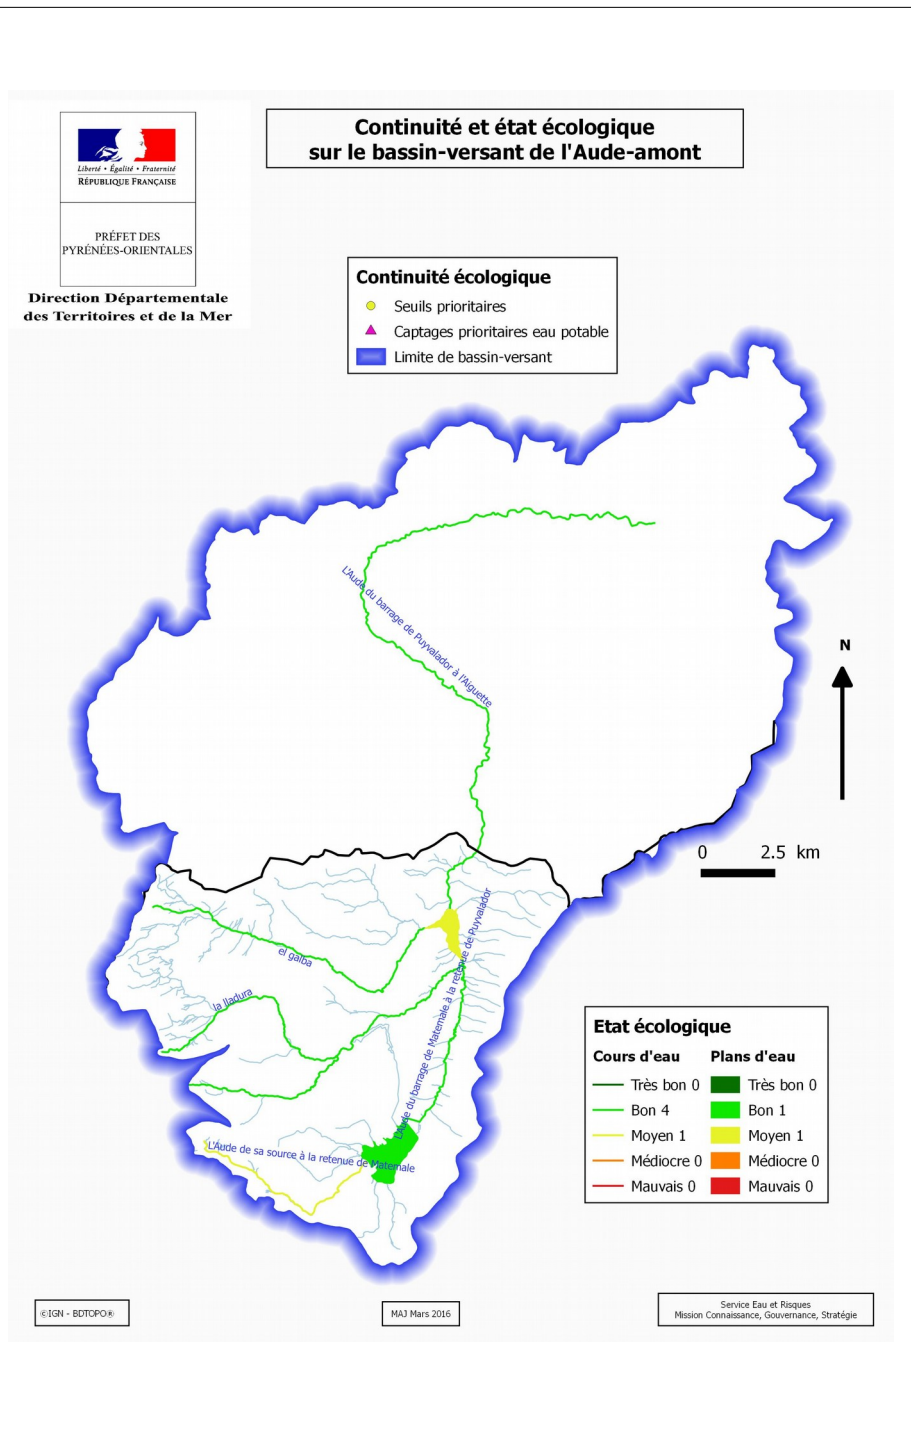 Liberté • Égalité • Fraternité
RÉPUBLIQUE FRANÇAISE
PRÉFET DES
PYRÉNÉES-ORIENTALES
Direction Départementale
des Territoires et de la Mer
Continuité et état écologique
sur le bassin-versant de l'Aude-amont
Continuité écologique
Seuils prioritaires
Captages prioritaires eau potable
Limite de bassin-versant
L'Aude du barrage de Puyvalador à l'Aiguette
N
0 2.5 km
L'Aude du barrage de Matemale à la retenue de Puyvalador
el galba
la lladura
L'Aude de sa source à la retenue de Matemale
Etat écologique
Cours d'eau Plans d'eau
Très bon 0 Très bon 0
Bon 4 Bon 1
Moyen 1 Moyen 1
Médiocre 0 Médiocre 0
Mauvais 0 Mauvais 0
©IGN - BDTOPO®
MAJ Mars 2016
Service Eau et Risques
Mission Connaissance, Gouvernance, Stratégie